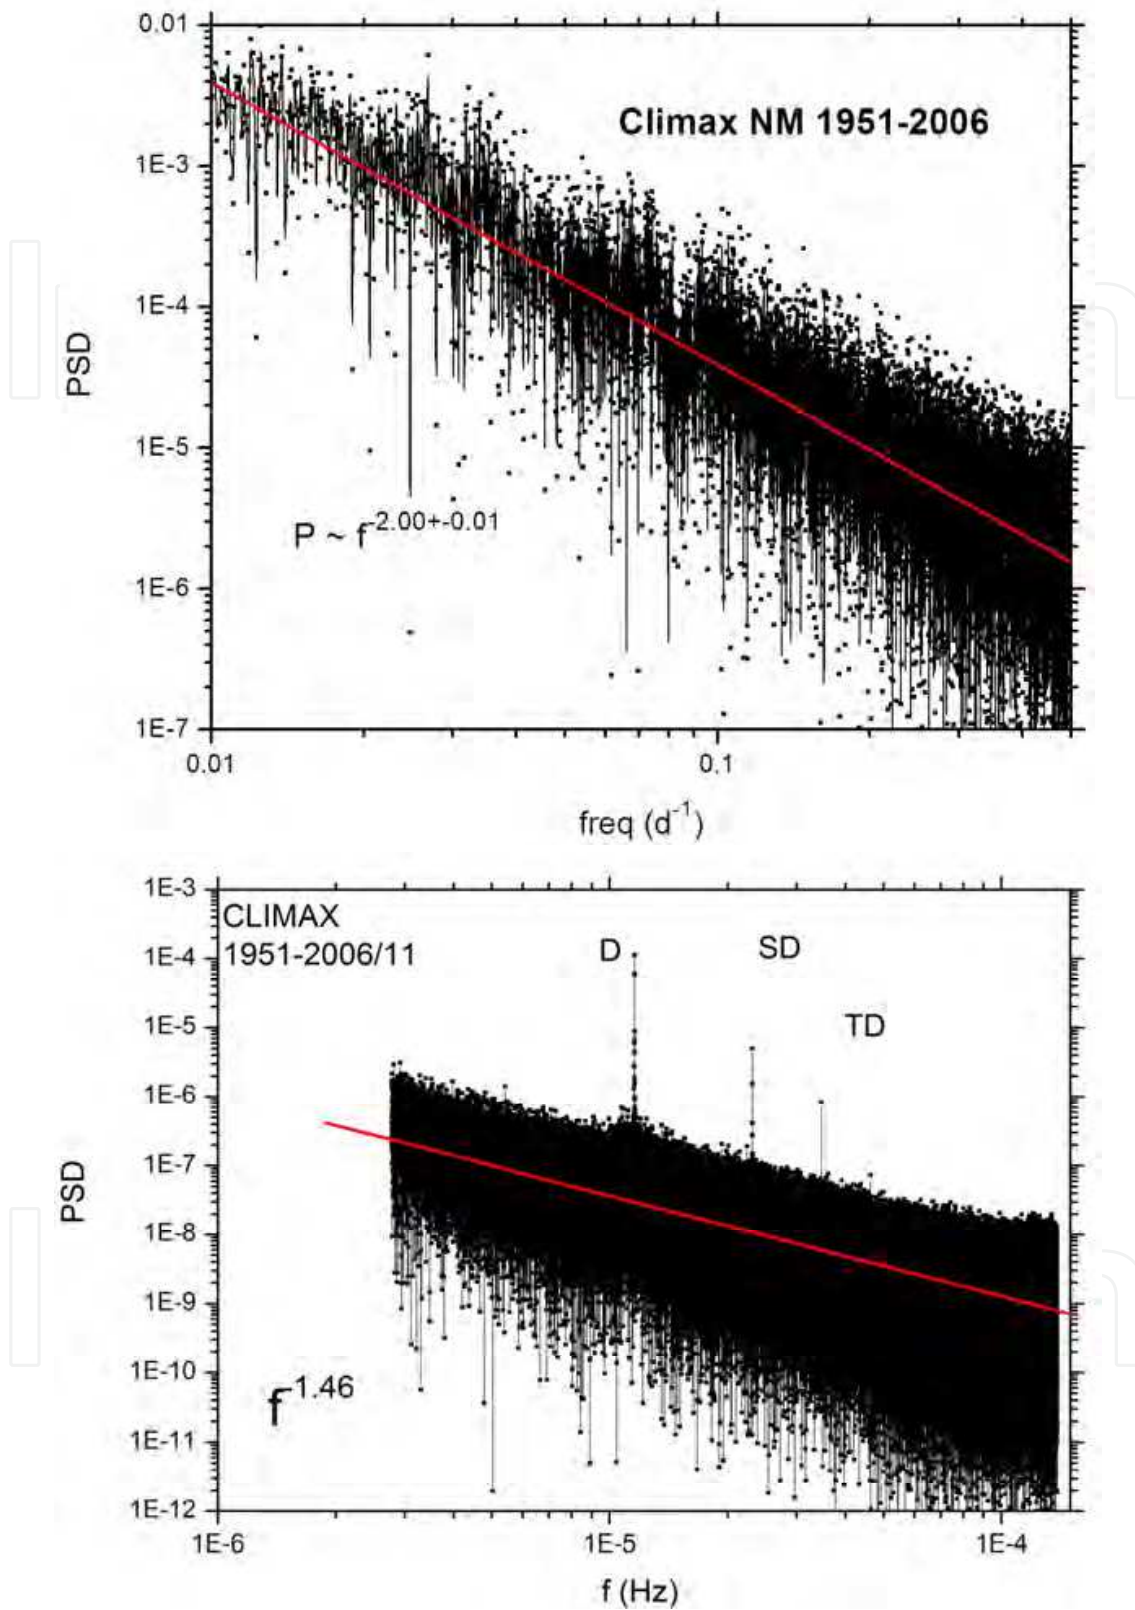 0.01
Climax NM 1951-2006
1E-3
1E-4
PSD
1E-5
P ~ f^-2.00+-0.01
1E-6
1E-7
0.01 0.1
freq (d^-1)
1E-3
CLIMAX
1951-2006/11
D SD
1E-4
1E-5
TD
1E-6
1E-7
PSD
1E-8
1E-9
1E-10
f^-1.46
1E-11
1E-12
1E-6 1E-5 1E-4
f (Hz)